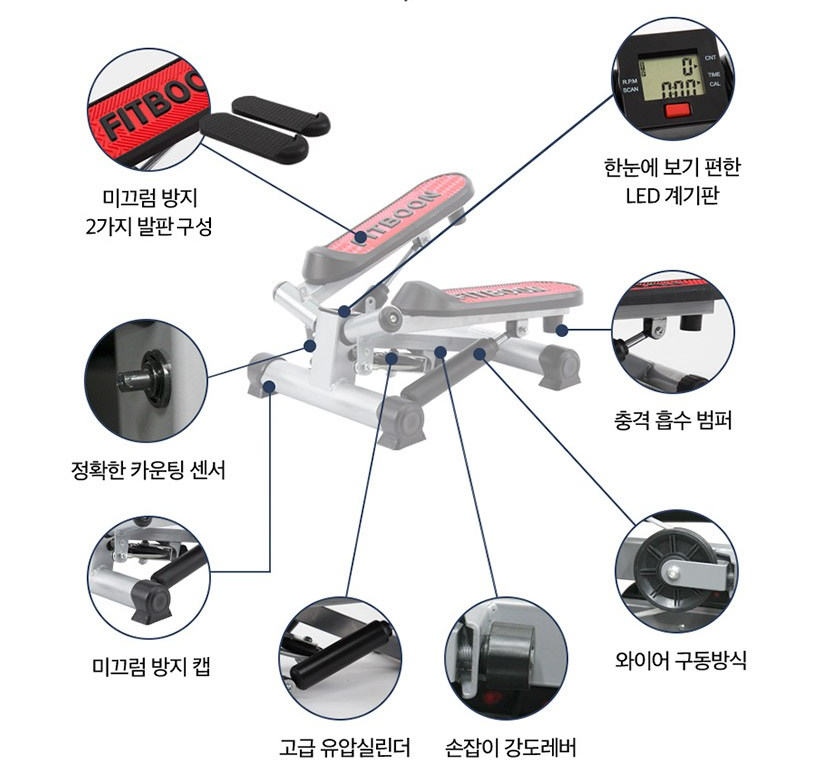 FITBOO
미끄럼 방지
2가지 발판 구성
CNT
R.P.M
TIME
SCAN
CAL
한눈에 보기 편한
LED 계기판
FITBOON
FITBOON
정확한 카운팅 센서
충격 흡수 범퍼
미끄럼 방지 캡
와이어 구동방식
고급 유압실린더
손잡이 강도레버